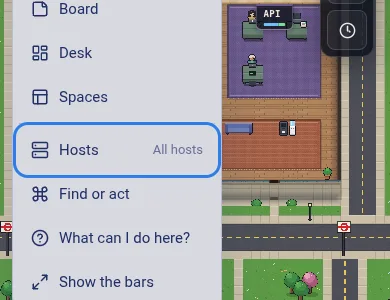 Board
API
Desk
Spaces
Hosts All hosts
Find or act
What can I do here?
Show the bars